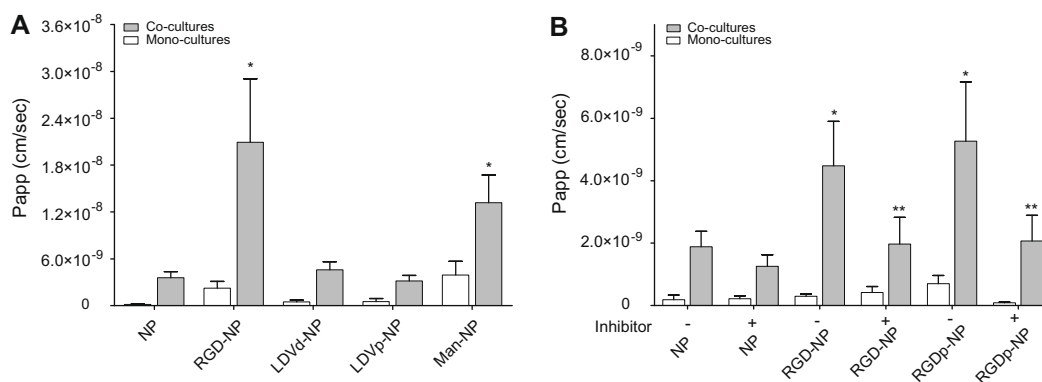 A
Co-cultures
Mono-cultures
Papp (cm/sec)
3.6×10⁻⁸
3.0×10⁻⁸
2.4×10⁻⁸
1.8×10⁻⁸
1.2×10⁻⁸
6.0×10⁻⁹
0
*
*
NP
RGD-NP
LDVd-NP
LDVp-NP
Man-NP
B
Co-cultures
Mono-cultures
Papp (cm/sec)
8.0×10⁻⁹
6.0×10⁻⁹
4.0×10⁻⁹
2.0×10⁻⁹
0
*
**
*
**
Inhibitor - + - + - +
NP
NP
RGD-NP
RGD-NP
RGDp-NP
RGDp-NP